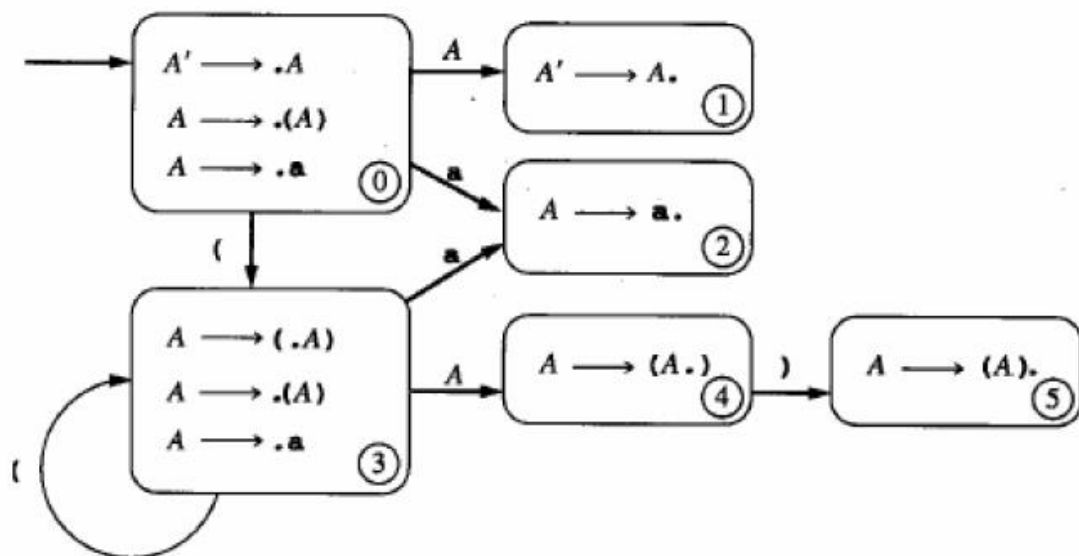 A' ⟶ .A
A ⟶ .(A)
A ⟶ .a
0
A
A' ⟶ A.
1
a
A ⟶ a.
2
(
a
A ⟶ (.A)
A ⟶ .(A)
A ⟶ .a
3
(
A
A ⟶ (A.)
4
)
A ⟶ (A).
5